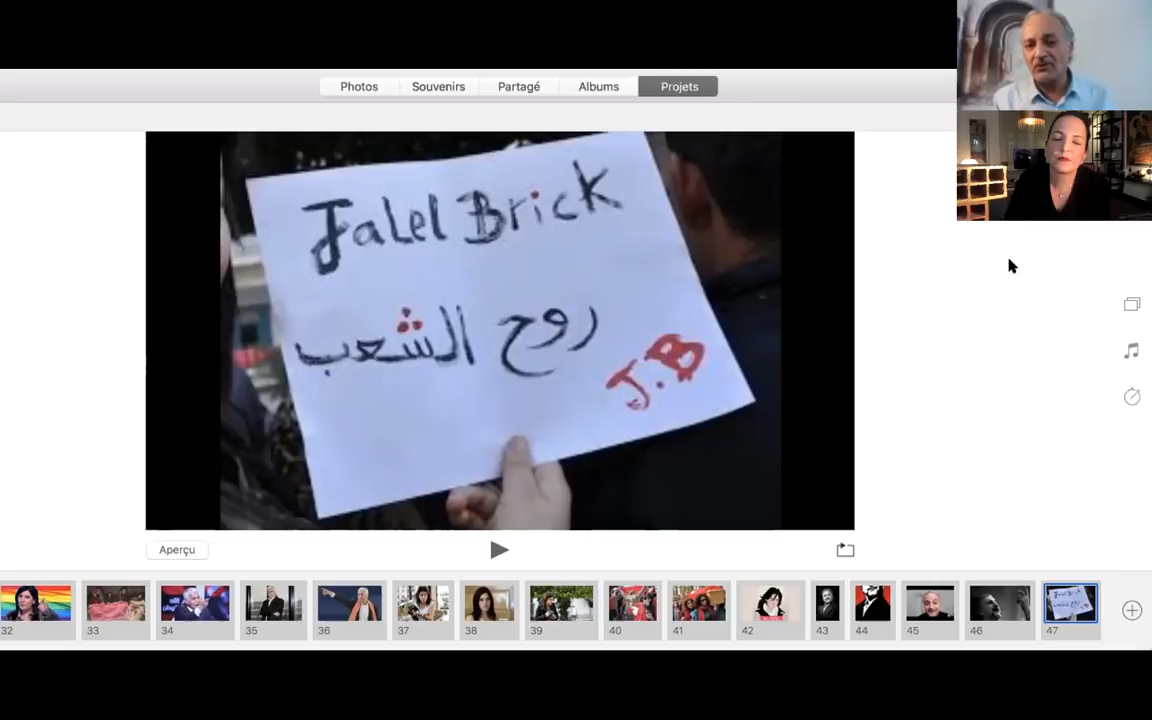 Photos Souvenirs Partagé Albums Projets
Jalel Brick
روح الشعب
J.B
Aperçu
32 33 34 35 36 37 38 39 40 41 42 43 44 45 46 47